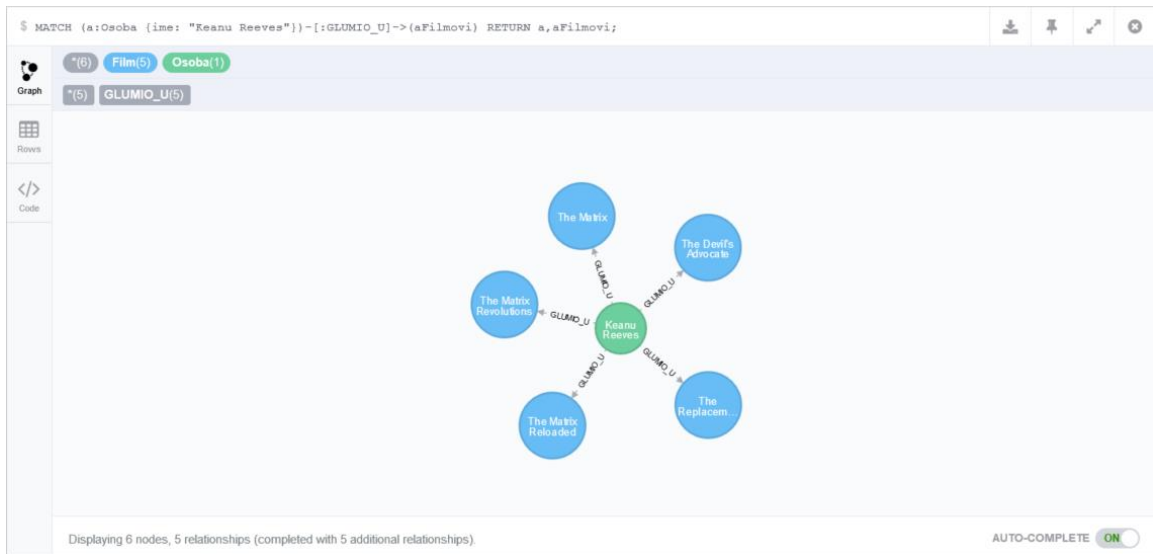 $ MATCH (a:Osoba {ime: "Keanu Reeves"})-[:GLUMIO_U]->(aFilmovi) RETURN a,aFilmovi;
*(6) Film(5) Osoba(1)
Graph
*(5) GLUMIO_U(5)
Rows
</>
Code
The Matrix
GLUMIO_U
The Devil's
Advocate
GLUMIO_U
The Matrix
Revolutions
GLUMIO_U
Keanu
Reeves
GLUMIO_U
The
Replacem...
GLUMIO_U
The Matrix
Reloaded
Displaying 6 nodes, 5 relationships (completed with 5 additional relationships).
AUTO-COMPLETE ON